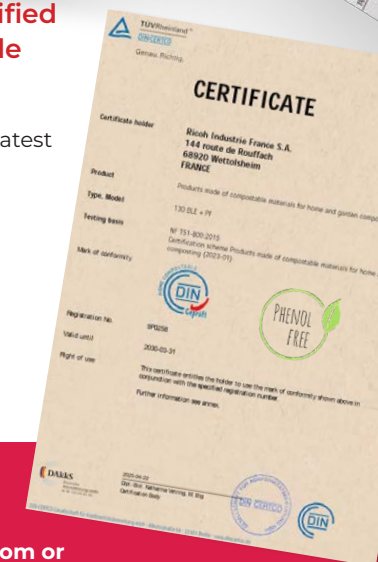 ified
le
atest
TÜVRheinland
DIN CERTCO
Genau. Richtig.
CERTIFICATE
Certificate holder
Ricoh Industrie France S.A.
144 route de Rouffach
68920 Wettolsheim
FRANCE
Product
Products made of compostable materials for home and garden compo
Type, Model
130 BLE + PF
Testing basis
NF T51-800:2015
Certification scheme Products made of compostable materials for home
composting (2023-01)
Mark of conformity
DIN
Geprüft
PHENOL
FREE
Registration No.
Valid until
2030-03-31
Right of use
This certificate entitles the holder to use the mark of conformity shown above in
conjunction with the specified registration number.
Further information see annex.
DAkkS
Certification Body
DIN CERTCO
DIN
om or